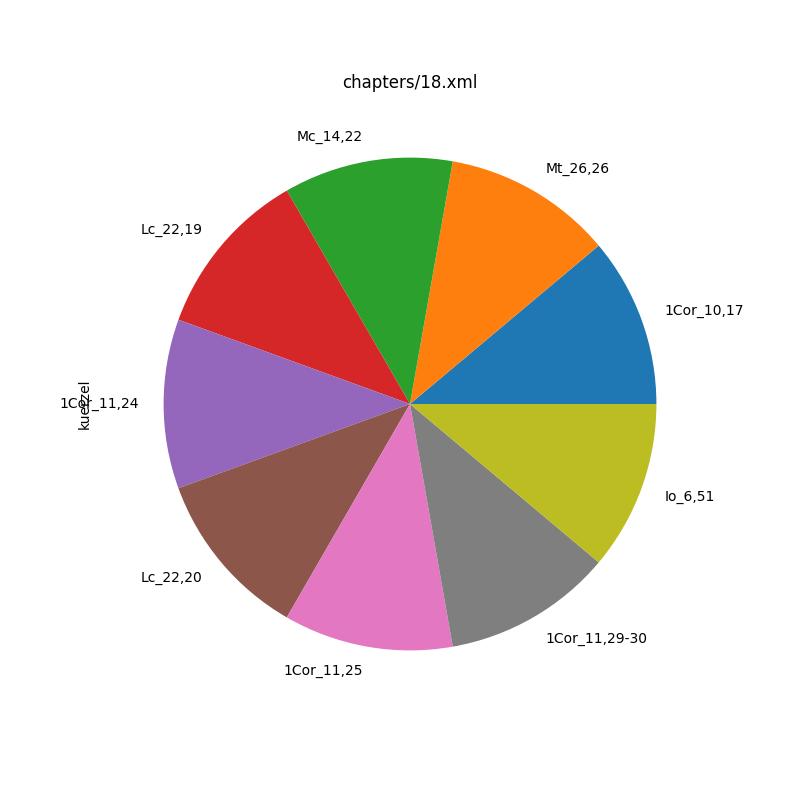 chapters/18.xml
Mc_14,22
Mt_26,26
Lc_22,19
1Cor_10,17
1Cor_11,24
kuerzel
Io_6,51
Lc_22,20
1Cor_11,29-30
1Cor_11,25